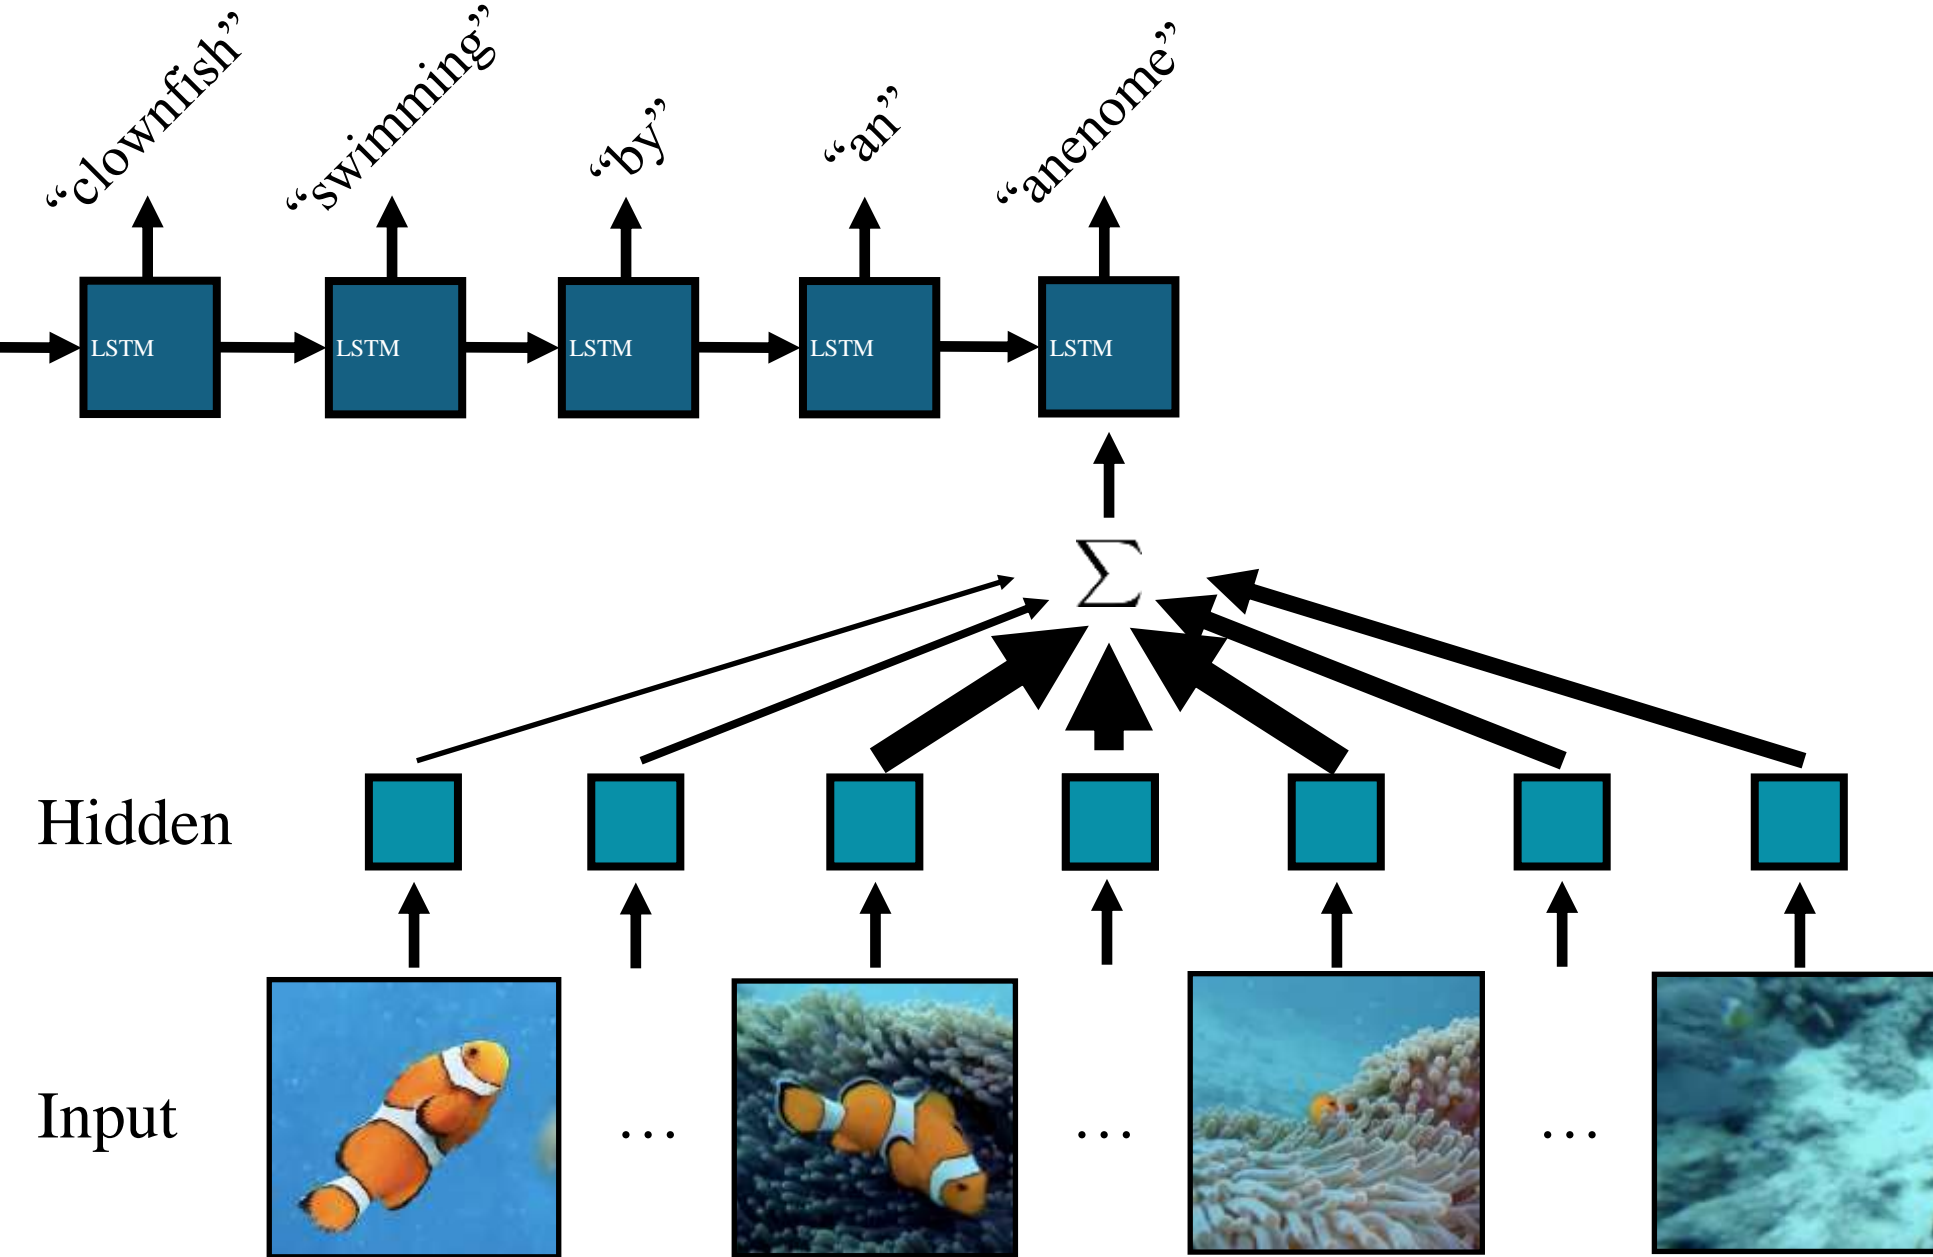 “clownfish” “swimming” “by” “an” “anenome”
LSTM LSTM LSTM LSTM LSTM
∑
Hidden
Input … … …